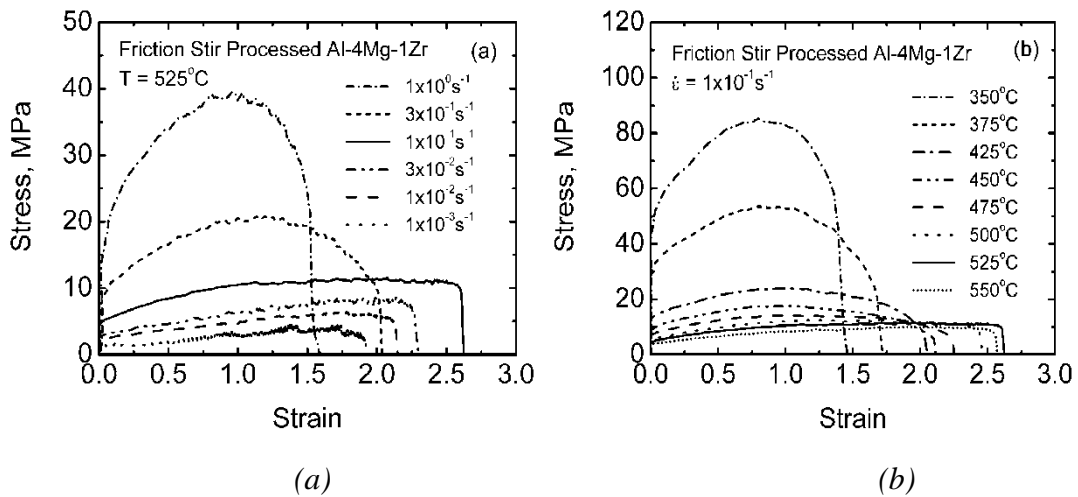 50
40
30
20
10
0
Stress, MPa
Friction Stir Processed Al-4Mg-1Zr
(a)
T = 525°C
1x10⁰s⁻¹
3x10⁻¹s⁻¹
1x10⁻¹s⁻¹
3x10⁻²s⁻¹
1x10⁻²s⁻¹
1x10⁻³s⁻¹
0.0 0.5 1.0 1.5 2.0 2.5 3.0
Strain
(a)
120
100
80
60
40
20
0
Stress, MPa
Friction Stir Processed Al-4Mg-1Zr
(b)
ε̇ = 1x10⁻¹s⁻¹
350°C
375°C
425°C
450°C
475°C
500°C
525°C
550°C
0.0 0.5 1.0 1.5 2.0 2.5 3.0
Strain
(b)